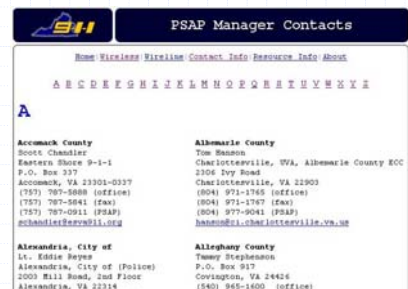 911
PSAP Manager Contacts
Home Wireless Wireline Contact Info Resource Info About
A B C D E F G H I J K L M N O P Q R S T U V W X Y Z
A
Accomack County
Scott Chandler
Eastern Shore 9-1-1
P.O. Box 337
Accomack, VA 23301-0337
(757) 787-5888 (office)
(757) 787-5841 (fax)
(757) 787-0911 (PSAP)
schandler@esva911.org
Albemarle County
Tom Hanson
Charlottesville, UVA, Albemarle County ECC
2306 Ivy Road
Charlottesville, VA 22903
(804) 971-1765 (office)
(804) 971-1767 (fax)
(804) 977-9041 (PSAP)
hanson@ci.charlottesville.va.us
Alexandria, City of
Lt. Eddie Reyes
Alexandria, City of (Police)
2003 Mill Road, 2nd Floor
Alexandria, VA 22314
Alleghany County
Tammy Stephenson
P.O. Box 917
Covington, VA 24426
(540) 965-1600 (office)